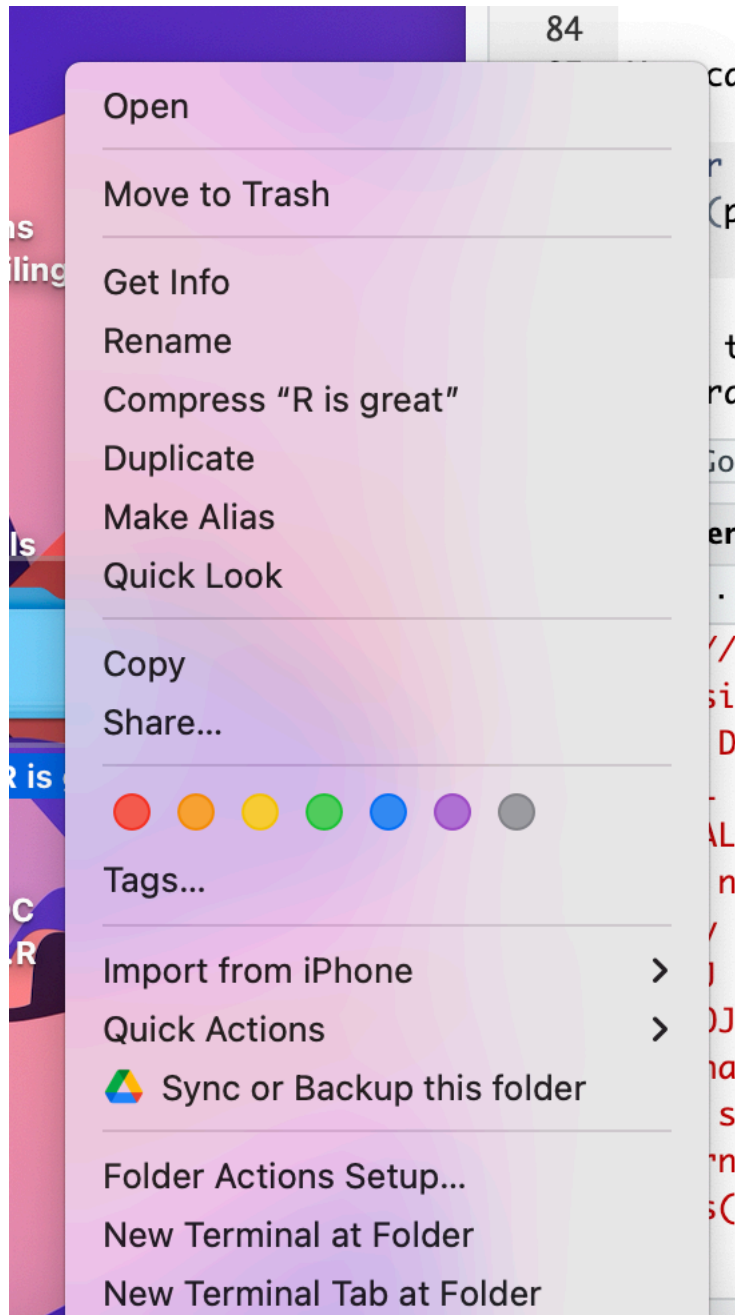 84
Open
Move to Trash
Get Info
Rename
Compress “R is great”
Duplicate
Make Alias
Quick Look
Copy
Share...
R is
Tags...
.R
Import from iPhone
Quick Actions
Sync or Backup this folder
Folder Actions Setup...
New Terminal at Folder
New Terminal Tab at Folder